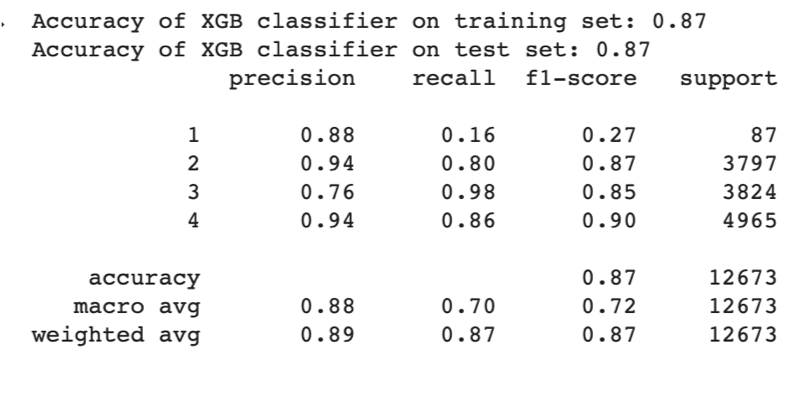 Accuracy of XGB classifier on training set: 0.87
Accuracy of XGB classifier on test set: 0.87
precision recall f1-score support
1 0.88 0.16 0.27 87
2 0.94 0.80 0.87 3797
3 0.76 0.98 0.85 3824
4 0.94 0.86 0.90 4965
accuracy 0.87 12673
macro avg 0.88 0.70 0.72 12673
weighted avg 0.89 0.87 0.87 12673